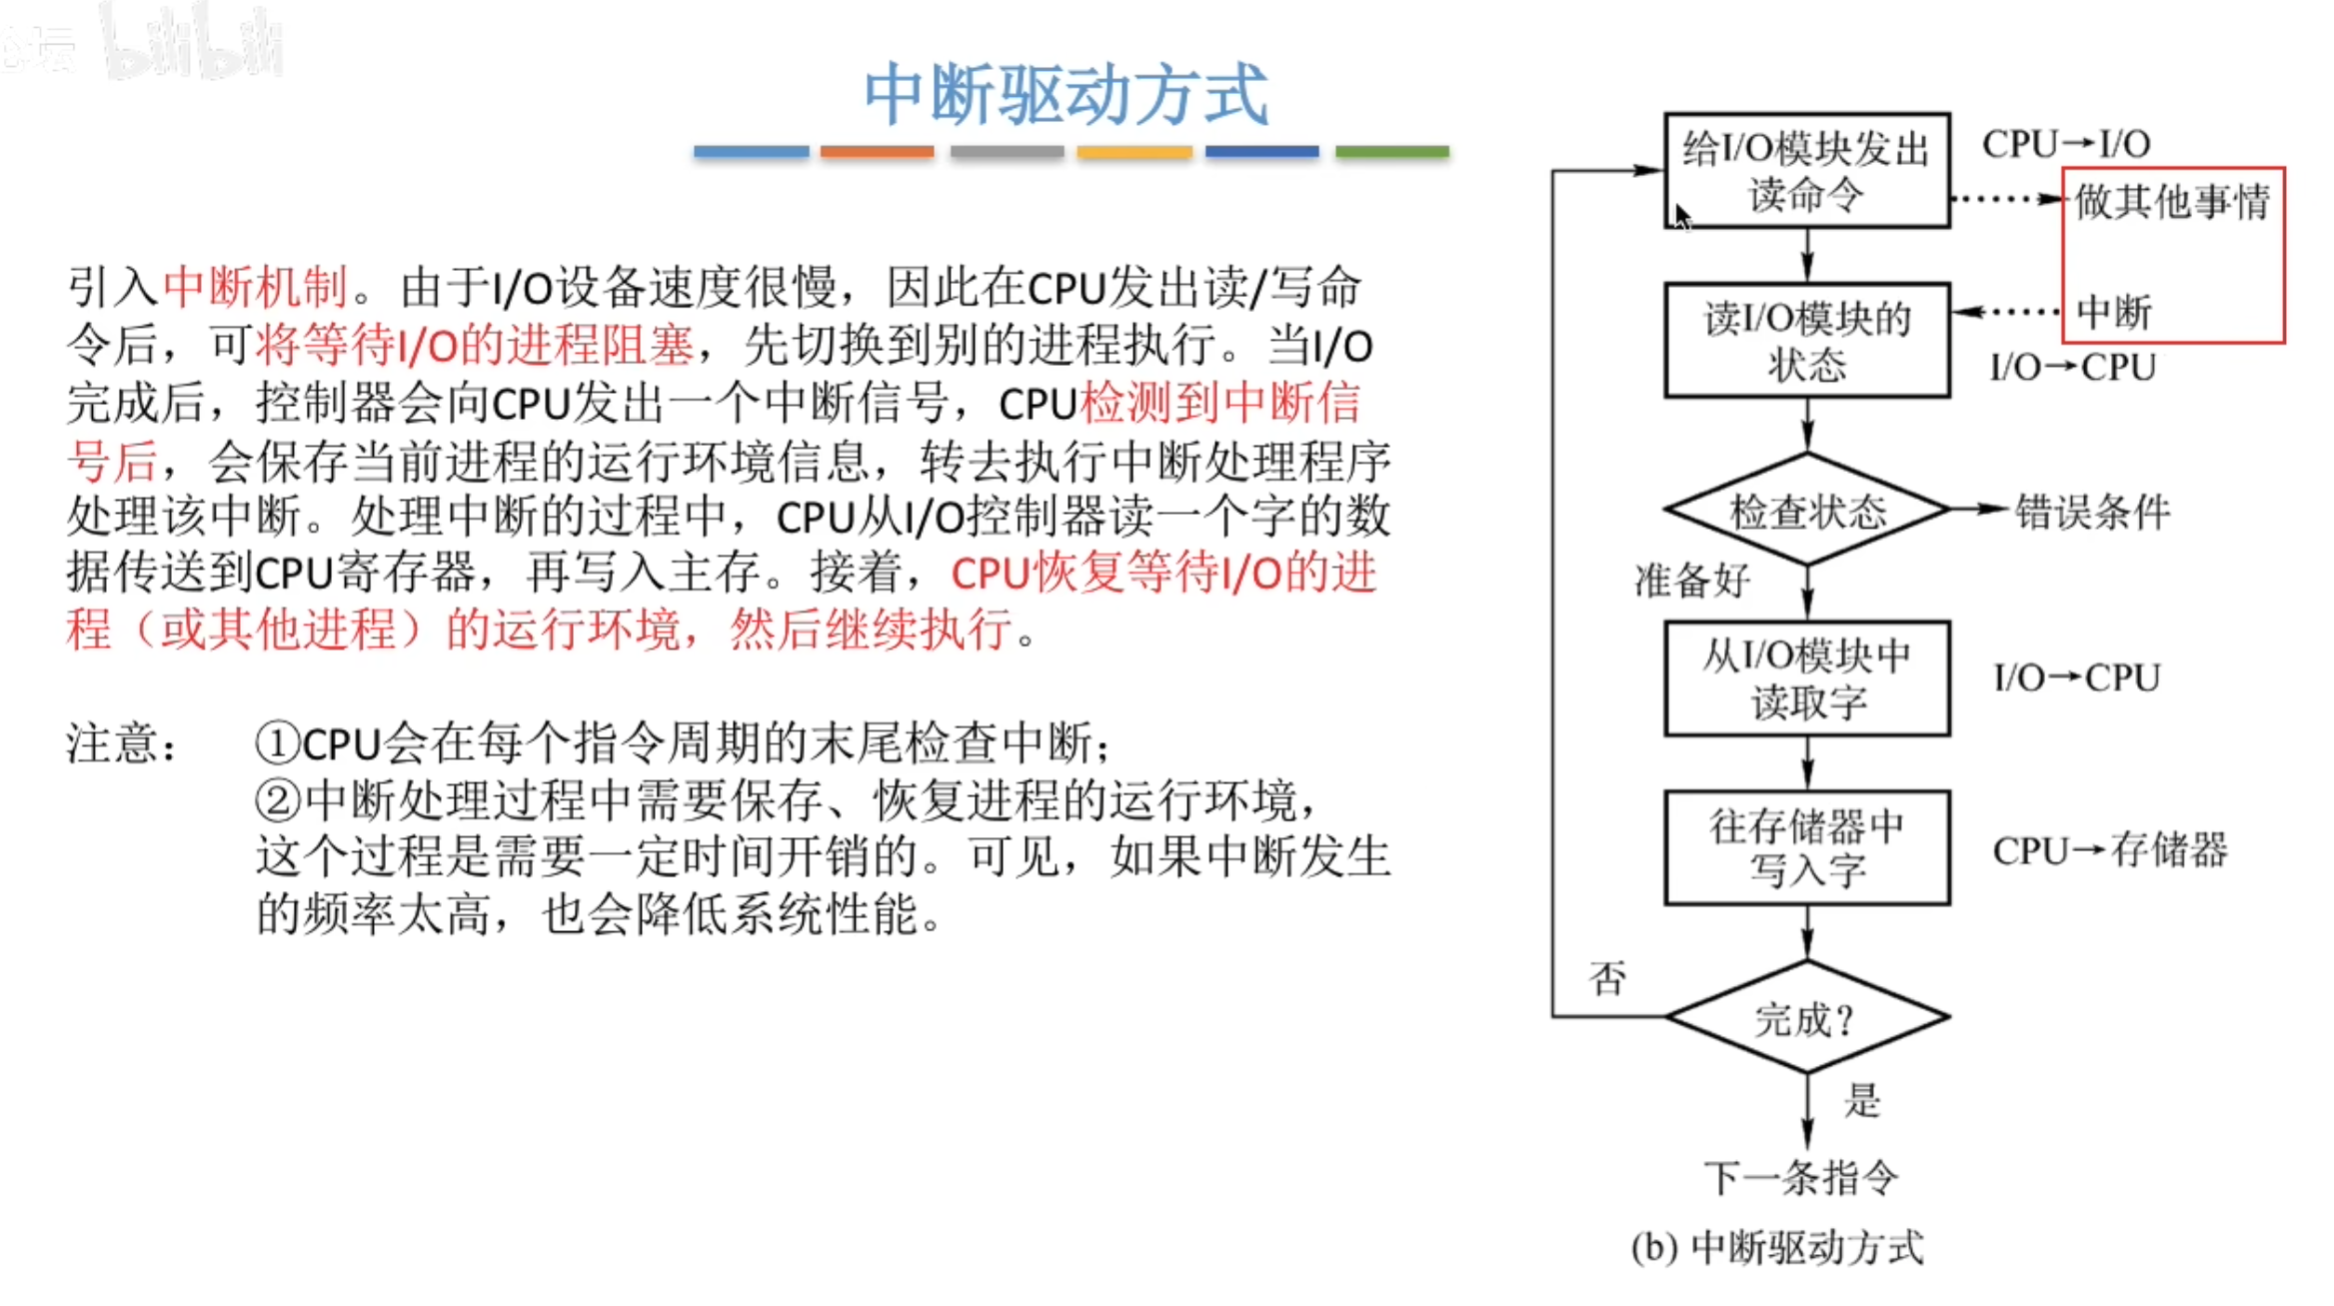 论坛 bilibili
中断驱动方式
引入中断机制。由于I/O设备速度很慢，因此在CPU发出读/写命
令后，可将等待I/O的进程阻塞，先切换到别的进程执行。当I/O
完成后，控制器会向CPU发出一个中断信号，CPU检测到中断信
号后，会保存当前进程的运行环境信息，转去执行中断处理程序
处理该中断。处理中断的过程中，CPU从I/O控制器读一个字的数
据传送到CPU寄存器，再写入主存。接着，CPU恢复等待I/O的进
程（或其他进程）的运行环境，然后继续执行。
注意： ①CPU会在每个指令周期的末尾检查中断；
②中断处理过程中需要保存、恢复进程的运行环境，
这个过程是需要一定时间开销的。可见，如果中断发生
的频率太高，也会降低系统性能。
给I/O模块发出
读命令
CPU→I/O
做其他事情
读I/O模块的
状态
中断
I/O→CPU
检查状态
错误条件
准备好
从I/O模块中
读取字
I/O→CPU
往存储器中
写入字
CPU→存储器
否
完成？
是
下一条指令
(b) 中断驱动方式